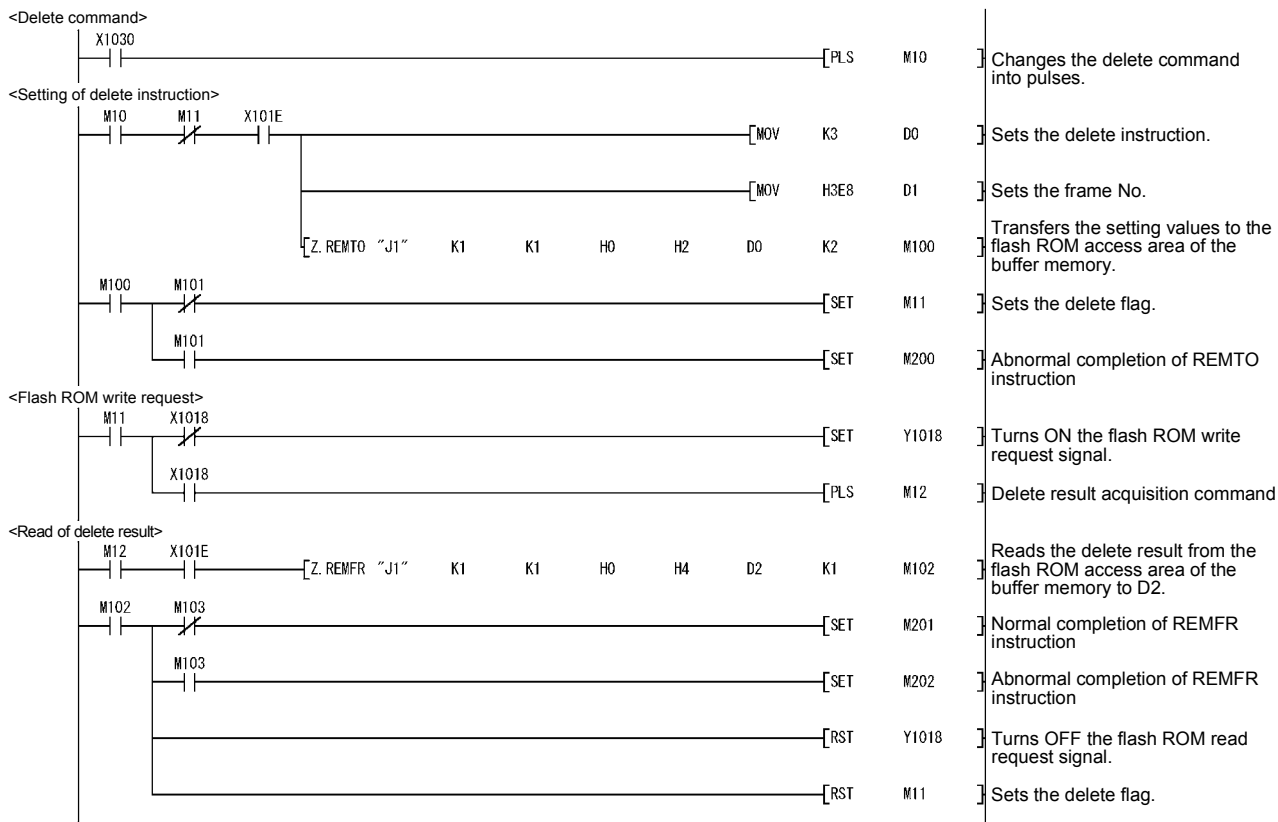 <Delete command>
X1030
[PLS M10 ] Changes the delete command
into pulses.
<Setting of delete instruction>
M10 M11 X101E
[MOV K3 D0 ] Sets the delete instruction.
[MOV H3E8 D1 ] Sets the frame No.
[Z.REMTO "J1" K1 K1 H0 H2 D0 K2 M100 ] Transfers the setting values to the
flash ROM access area of the
buffer memory.
M100 M101
[SET M11 ] Sets the delete flag.
M101
[SET M200 ] Abnormal completion of REMTO
instruction
<Flash ROM write request>
M11 X1018
[SET Y1018 ] Turns ON the flash ROM write
request signal.
X1018
[PLS M12 ] Delete result acquisition command
<Read of delete result>
M12 X101E
[Z.REMFR "J1" K1 K1 H0 H4 D2 K1 M102 ] Reads the delete result from the
flash ROM access area of the
buffer memory to D2.
M102 M103
[SET M201 ] Normal completion of REMFR
instruction
M103
[SET M202 ] Abnormal completion of REMFR
instruction
[RST Y1018 ] Turns OFF the flash ROM read
request signal.
[RST M11 ] Sets the delete flag.